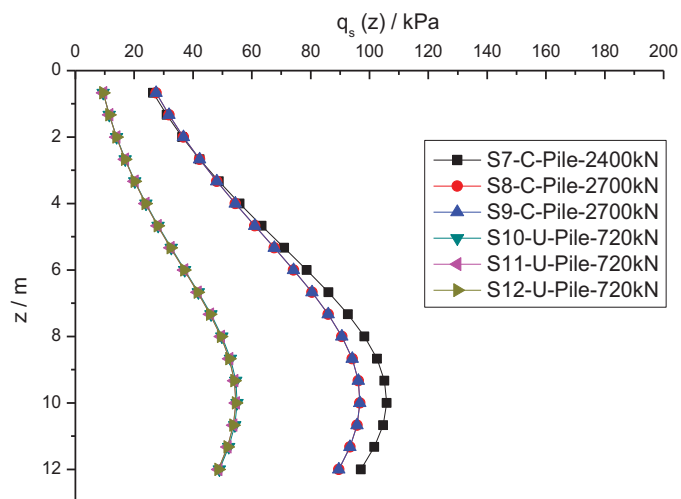 q_s (z) / kPa
0 20 40 60 80 100 120 140 160 180 200
0
2
4
6
8
10
12
z / m
S7-C-Pile-2400kN
S8-C-Pile-2700kN
S9-C-Pile-2700kN
S10-U-Pile-720kN
S11-U-Pile-720kN
S12-U-Pile-720kN